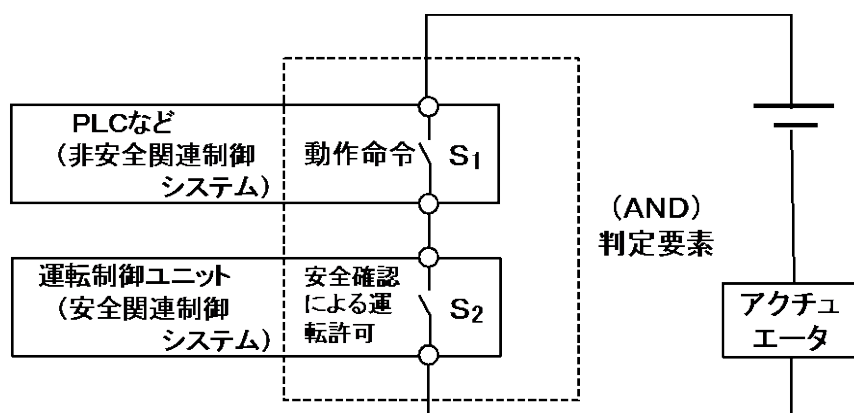 PLCなど
(非安全関連制御
システム)
動作命令
S1
運転制御ユニット
(安全関連制御
システム)
安全確認
による運
転許可
S2
(AND)
判定要素
アクチュ
エータ